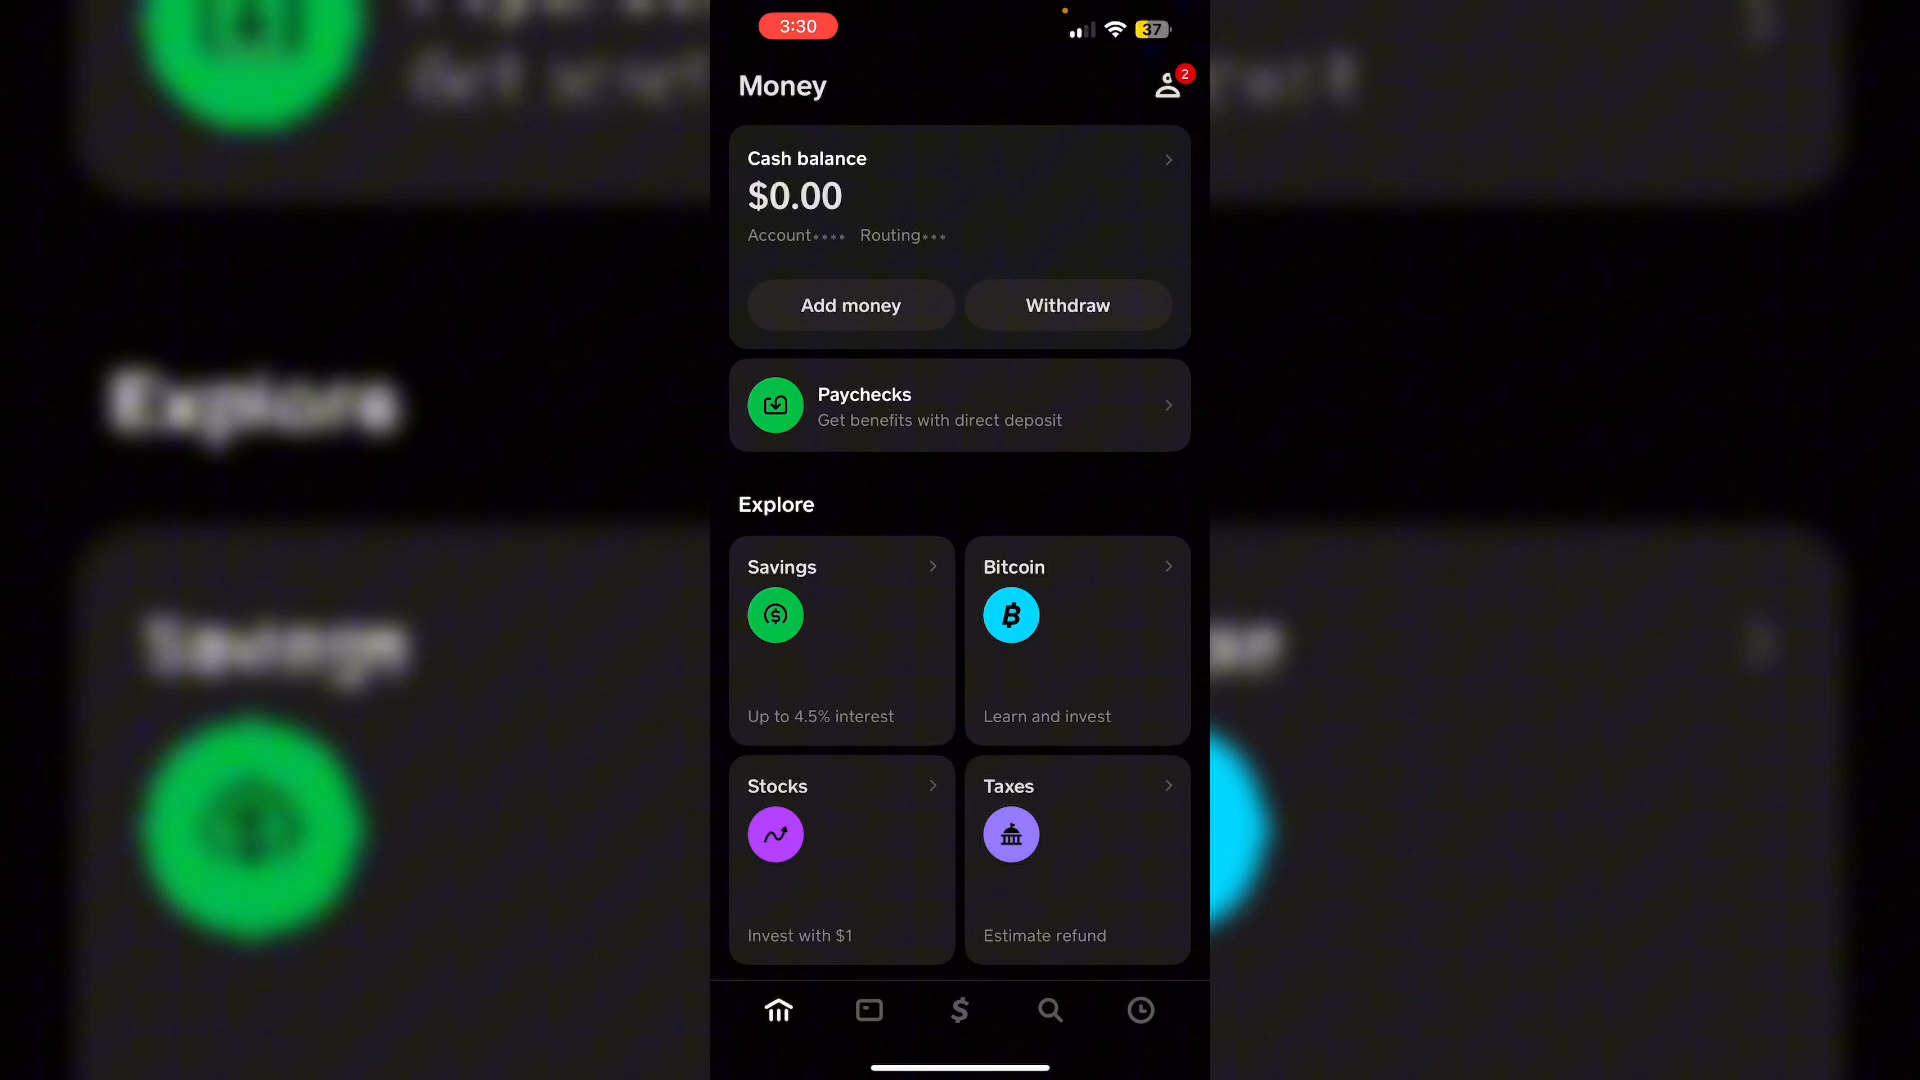 3:30
37
Money
2
Cash balance
$0.00
Account•••• Routing•••
Add money
Withdraw
Paychecks
Get benefits with direct deposit
Explore
Savings
Bitcoin
Up to 4.5% interest
Learn and invest
Stocks
Taxes
Invest with $1
Estimate refund
Explore
Savings